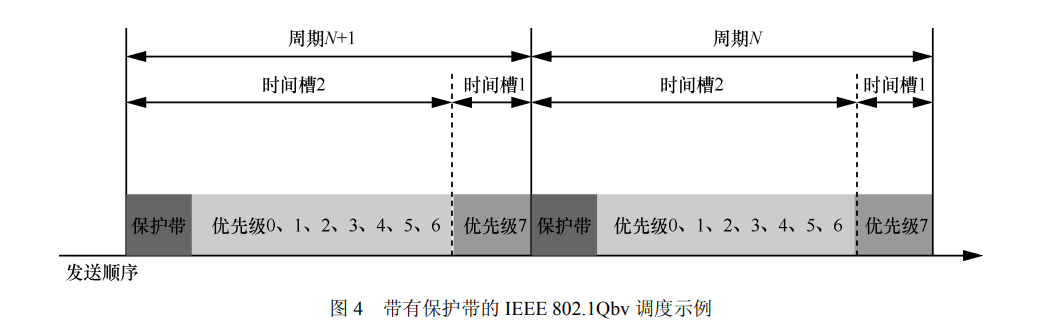 周期N+1
周期N
时间槽2
时间槽1
时间槽2
时间槽1
保护带
优先级0、1、2、3、4、5、6
优先级7
保护带
优先级0、1、2、3、4、5、6
优先级7
发送顺序
图 4 带有保护带的 IEEE 802.1Qbv 调度示例